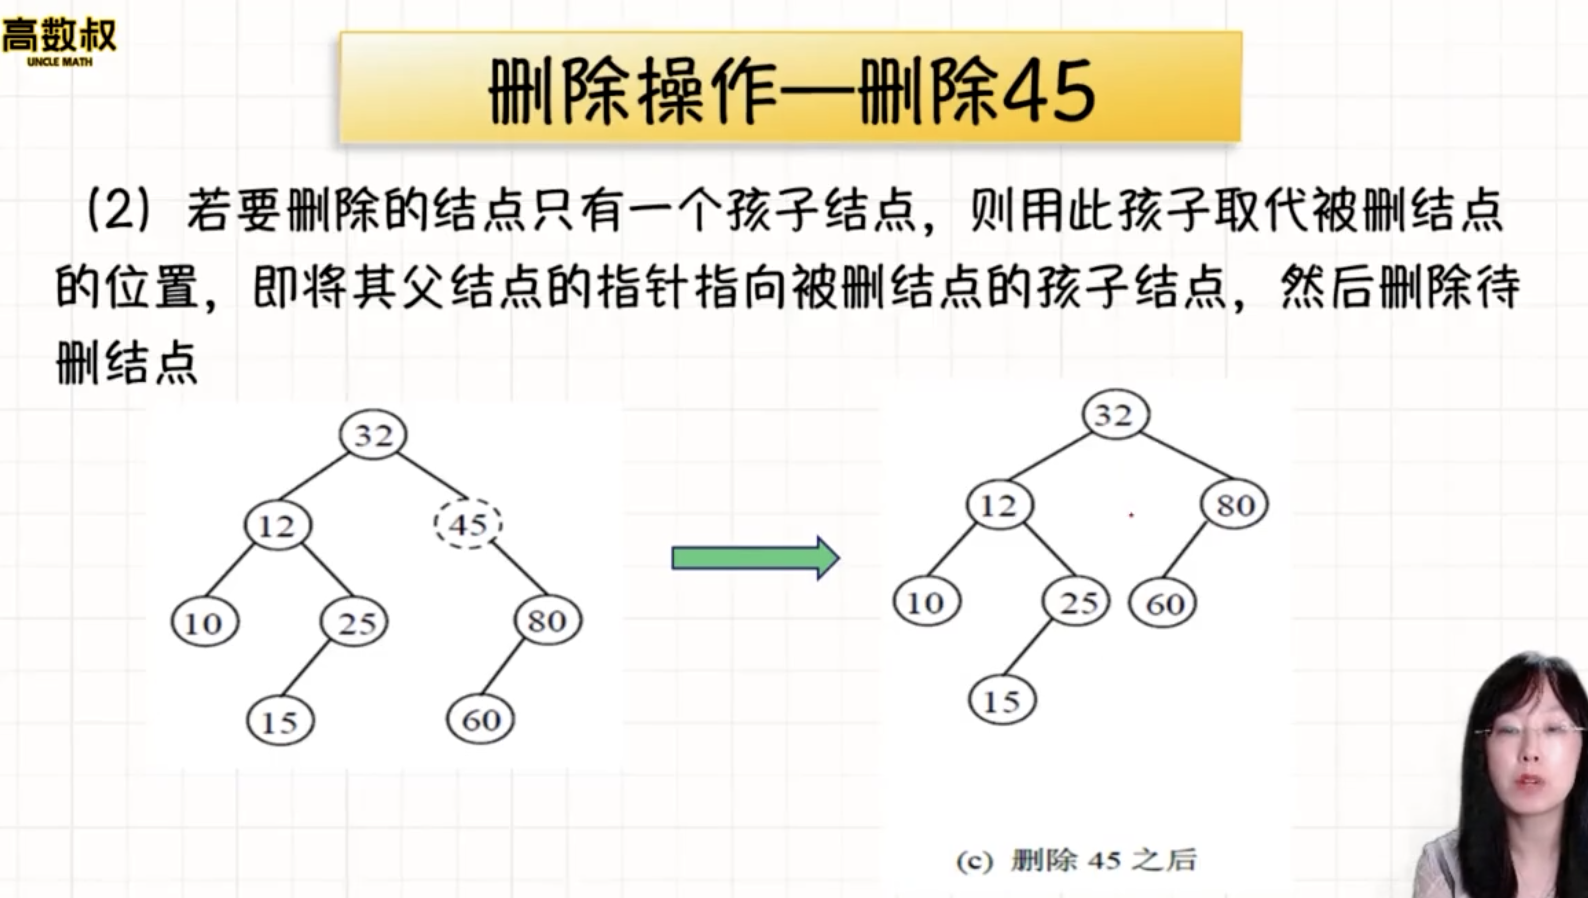 高数叔
UNCLE MATH
删除操作—删除45
（2）若要删除的结点只有一个孩子结点，则用此孩子取代被删结点
的位置，即将其父结点的指针指向被删结点的孩子结点，然后删除待
删结点
32
12
45
10
25
80
15
60
32
12
80
10
25
60
15
(c) 删除 45 之后